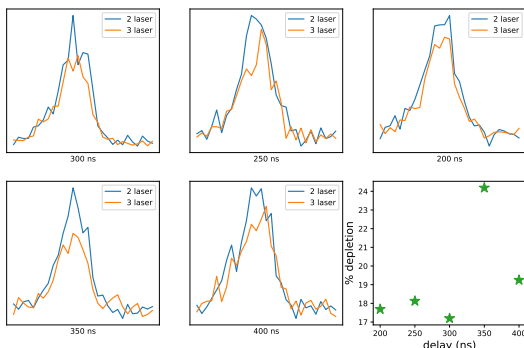 2 laser
3 laser
300 ns
2 laser
3 laser
250 ns
2 laser
3 laser
200 ns
2 laser
3 laser
350 ns
2 laser
3 laser
400 ns
% depletion
24
23
22
21
20
19
18
17
200 250 300 350 400
delay (ns)